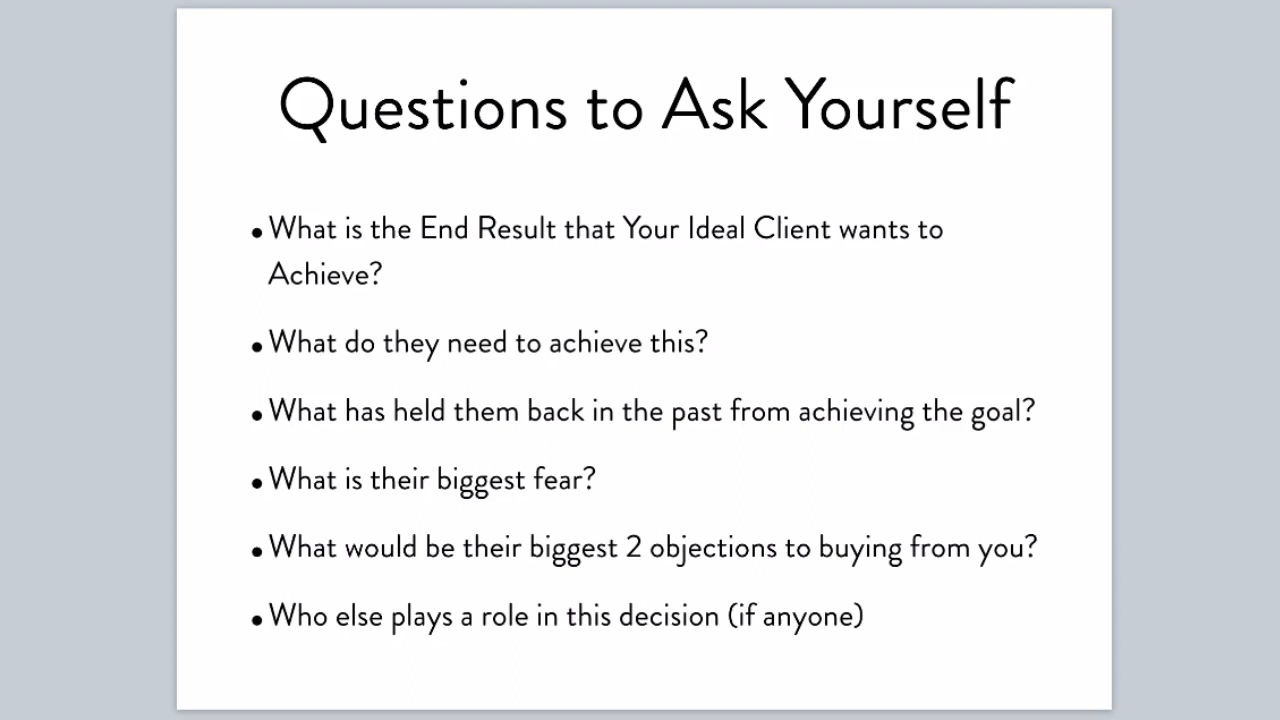 Questions to Ask Yourself
• What is the End Result that Your Ideal Client wants to
Achieve?
• What do they need to achieve this?
• What has held them back in the past from achieving the goal?
• What is their biggest fear?
• What would be their biggest 2 objections to buying from you?
• Who else plays a role in this decision (if anyone)